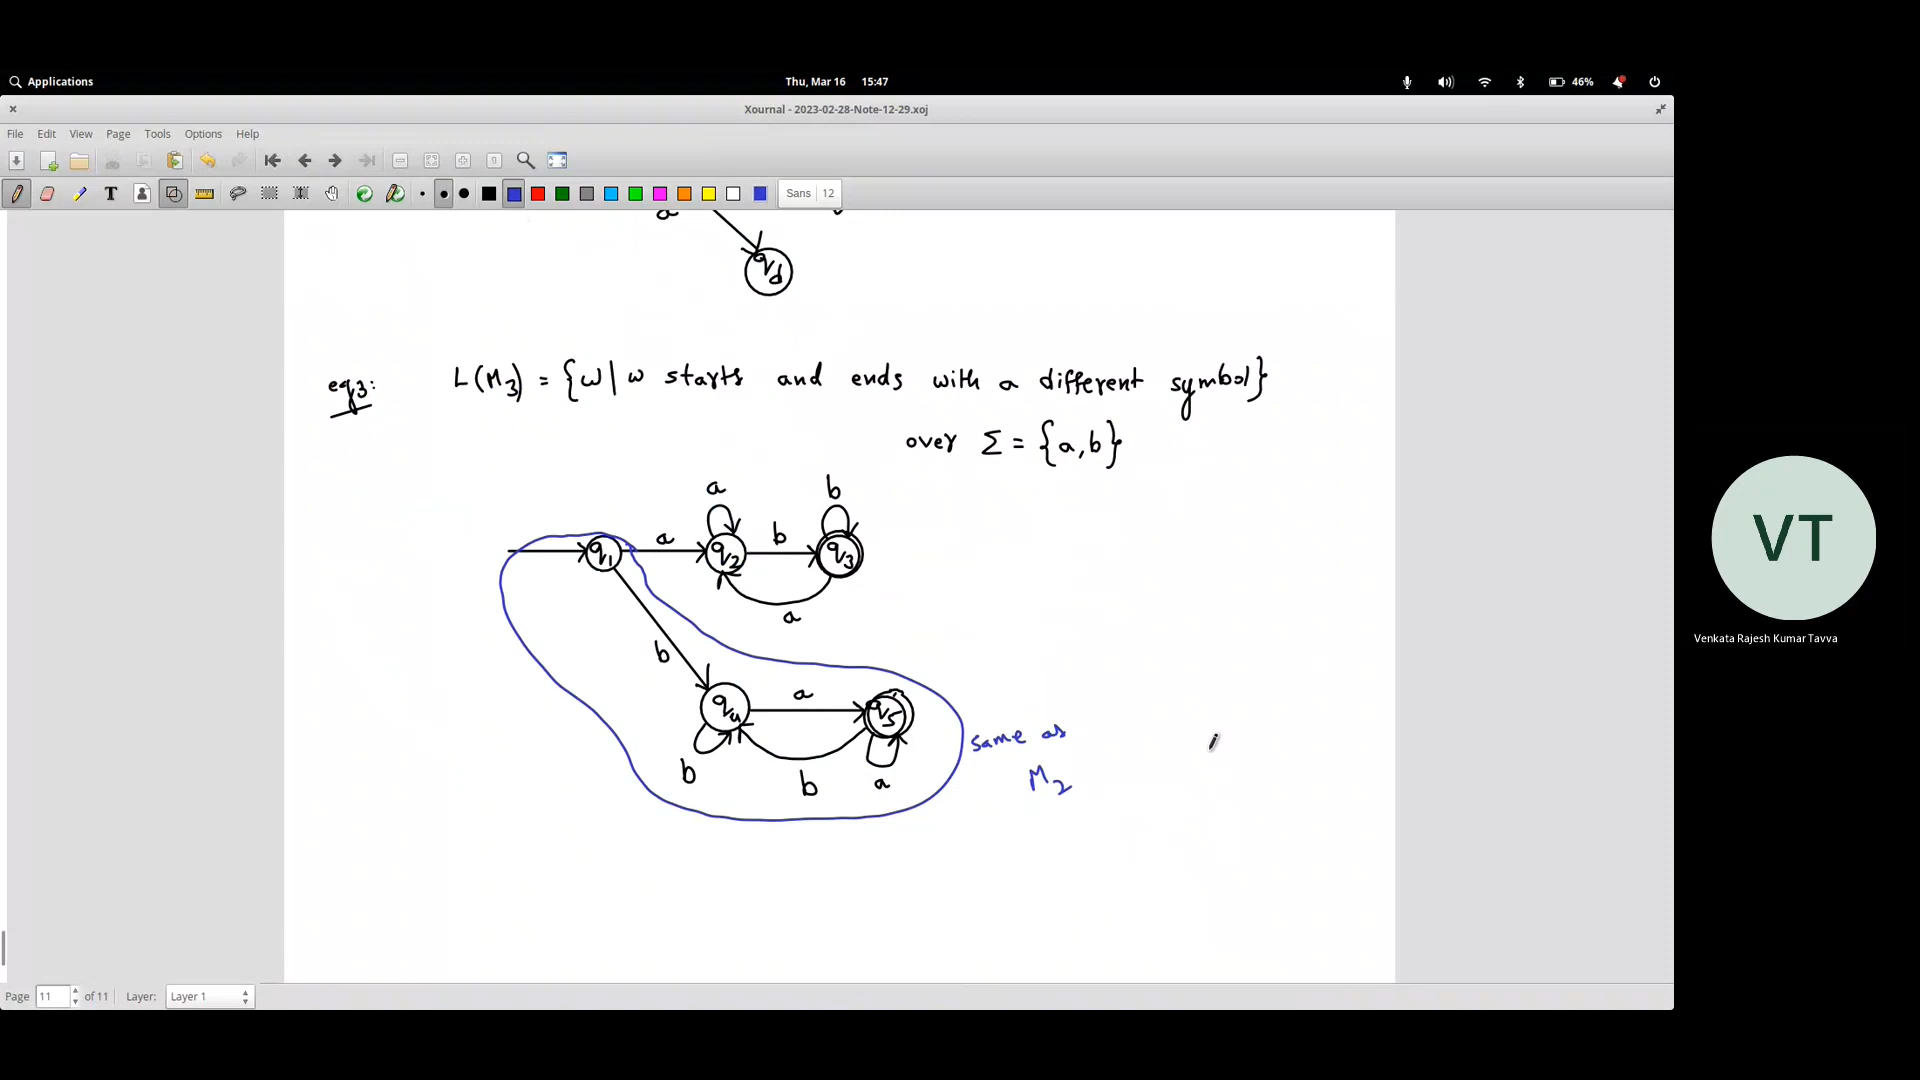 Applications
Thu, Mar 16 15:47
46%
Xournal - 2023-02-28-Note-12-29.xoj
File Edit View Page Tools Options Help
T
Sans 12
a
qd
eg3: L(M3) = {w | w starts and ends with a different symbol}
over Σ = {a,b}
a b
q1 a q2 b q3
a
b
q4 a q5
b b a
same as
M2
VT
Venkata Rajesh Kumar Tavva
Page 11 of 11 Layer: Layer 1